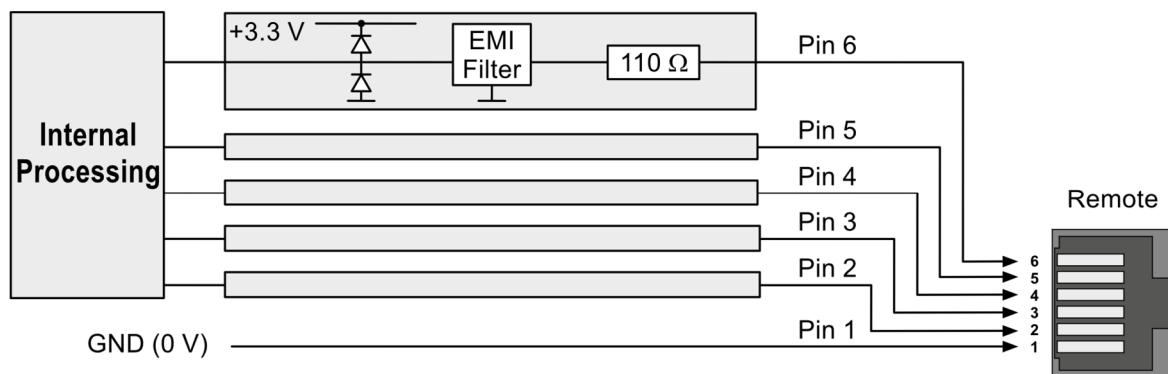 +3.3 V
EMI
Filter
110 Ω
Pin 6
Internal
Processing
Pin 5
Pin 4
Pin 3
Pin 2
Pin 1
GND (0 V)
Remote
6
5
4
3
2
1